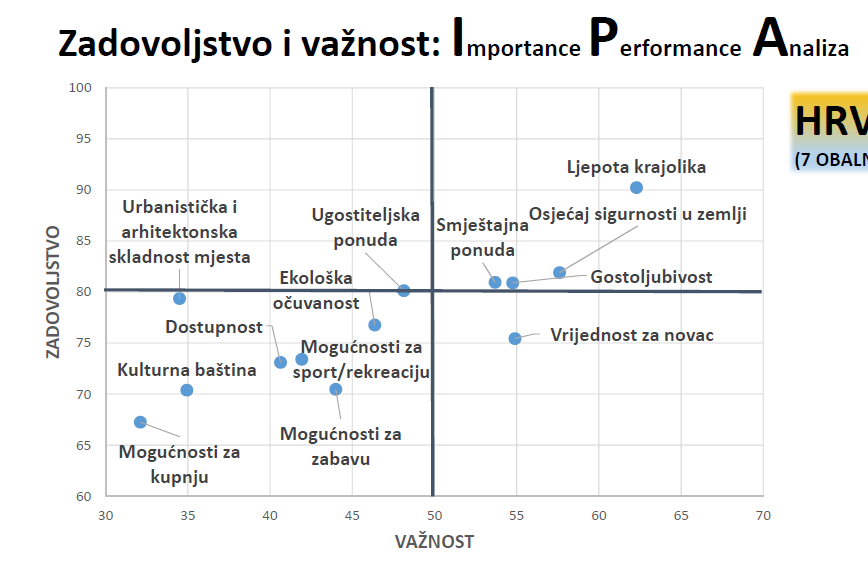 Zadovoljstvo i važnost: Importance Performance Analiza
HRV
(7 OBALN
100
95
90
85
80
75
70
65
60
ZADOVOLJSTVO
Ljepota krajolika
Urbanistička i
arhitektonska
skladnost mjesta
Ugostiteljska
ponuda
Smještajna
ponuda
Osjećaj sigurnosti u zemlji
Ekološka
očuvanost
Gostoljubivost
Dostupnost
Mogućnosti za
sport/rekreaciju
Vrijednost za novac
Kulturna baština
Mogućnosti za
zabavu
Mogućnosti za
kupnju
30
35
40
45
50
55
60
65
70
VAŽNOST